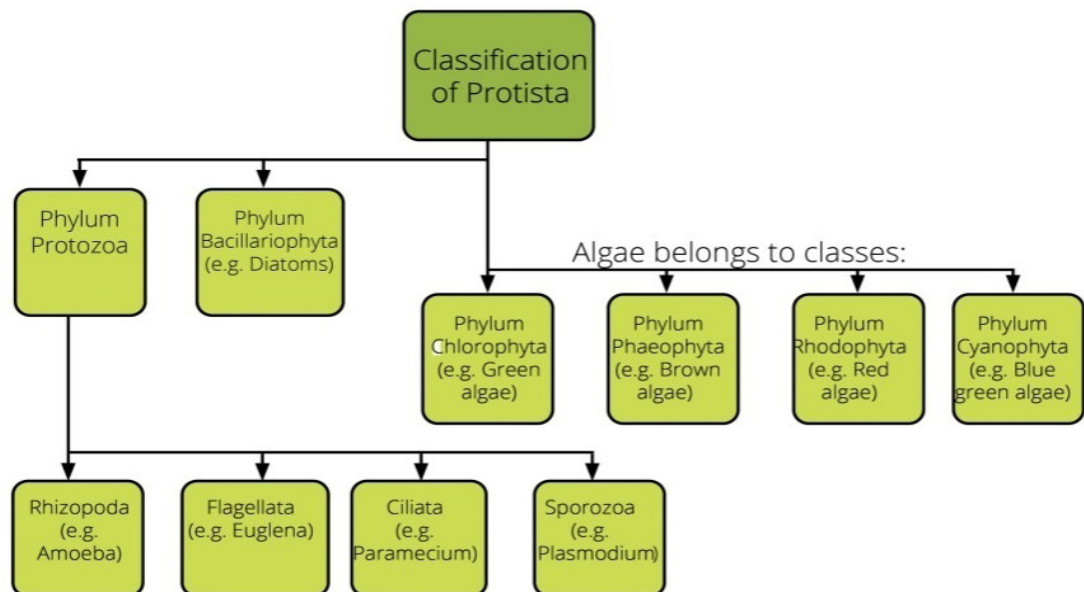 Classification
of Protista
Phylum
Protozoa
Phylum
Bacillariophyta
(e.g. Diatoms)
Algae belongs to classes:
Phylum
Chlorophyta
(e.g. Green
algae)
Phylum
Phaeophyta
(e.g. Brown
algae)
Phylum
Rhodophyta
(e.g. Red
algae)
Phylum
Cyanophyta
(e.g. Blue
green algae)
Rhizopoda
(e.g.
Amoeba)
Flagellata
(e.g. Euglena)
Ciliata
(e.g.
Paramecium)
Sporozoa
(e.g.
Plasmodium)